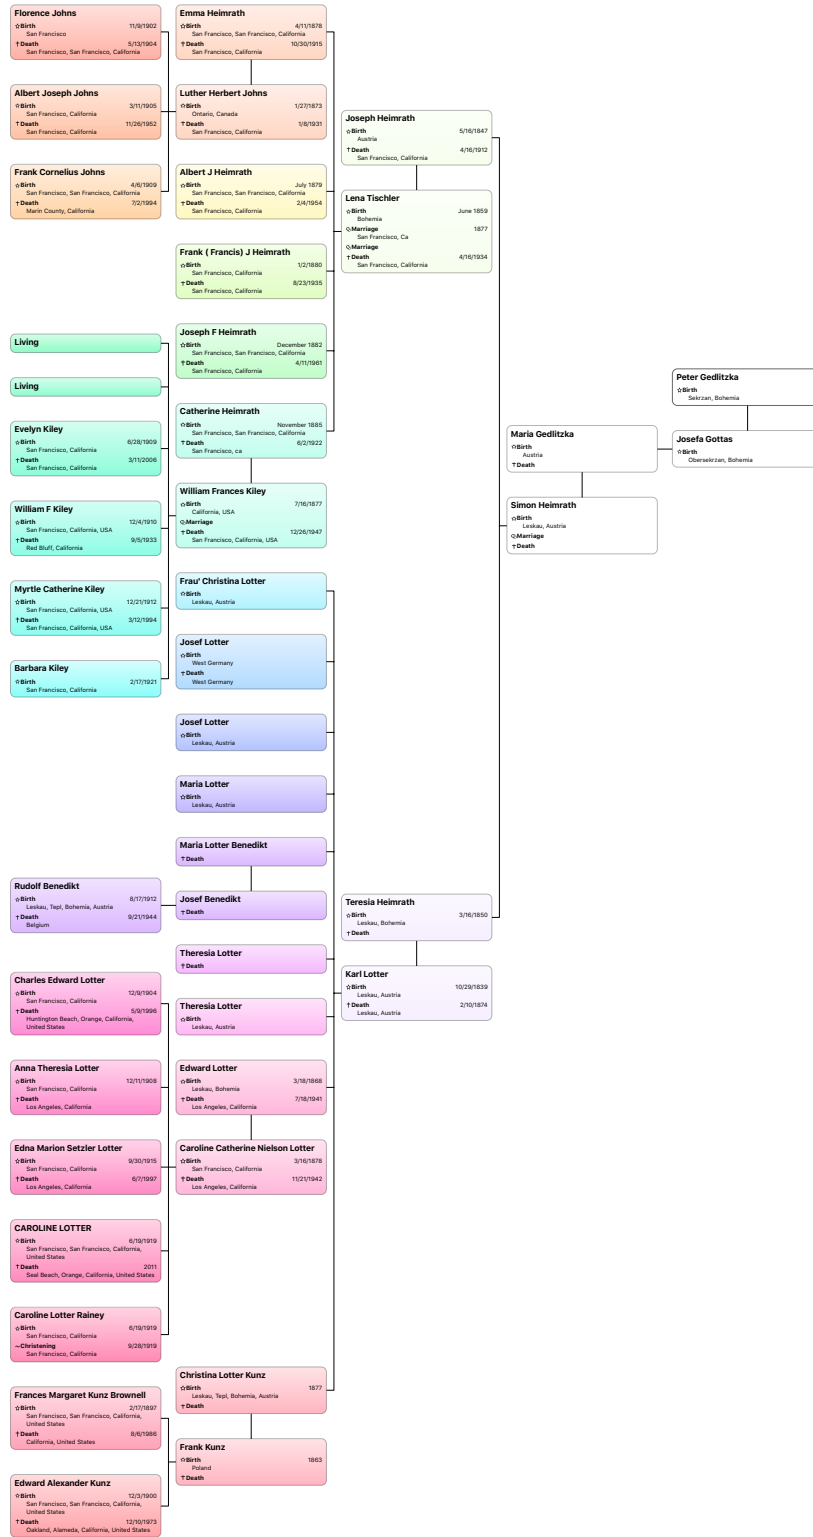 Florence Johns
☆Birth 11/9/1902
San Francisco
†Death 5/13/1904
San Francisco, San Francisco, California
Albert Joseph Johns
☆Birth 3/11/1905
San Francisco, California
†Death 11/26/1952
San Francisco, California
Frank Cornelius Johns
☆Birth 4/6/1909
San Francisco, San Francisco, California
†Death 7/2/1994
Marin County, California
Living
Living
Evelyn Kiley
☆Birth 6/28/1909
San Francisco, California
†Death 3/11/2006
San Francisco, California
William F Kiley
☆Birth 12/4/1910
San Francisco, California, USA
†Death 9/5/1933
Red Bluff, California
Myrtle Catherine Kiley
☆Birth 12/21/1912
San Francisco, California, USA
†Death 3/12/1994
San Francisco, California, USA
Barbara Kiley
☆Birth 2/17/1921
San Francisco, California
Rudolf Benedikt
☆Birth 8/17/1912
Leskau, Tepl, Bohemia, Austria
†Death 9/21/1944
Belgium
Charles Edward Lotter
☆Birth 12/9/1904
San Francisco, California
†Death 5/9/1996
Huntington Beach, Orange, California,
United States
Anna Theresia Lotter
☆Birth 12/11/1908
San Francisco, California
†Death
Los Angeles, California
Edna Marion Setzler Lotter
☆Birth 9/30/1915
San Francisco, California
†Death 6/7/1997
Los Angeles, California
CAROLINE LOTTER
☆Birth 6/19/1919
San Francisco, San Francisco, California,
United States
†Death 2011
Seal Beach, Orange, California, United States
Caroline Lotter Rainey
☆Birth 6/19/1919
San Francisco, California
~Christening 9/28/1919
San Francisco, California
Frances Margaret Kunz Brownell
☆Birth 2/17/1897
San Francisco, San Francisco, California,
United States
†Death 8/6/1986
California, United States
Edward Alexander Kunz
☆Birth 12/3/1900
San Francisco, San Francisco, California,
United States
†Death 12/10/1973
Oakland, Alameda, California, United States
Emma Heimrath
☆Birth 4/11/1878
San Francisco, San Francisco, California
†Death 10/30/1915
San Francisco, California
Luther Herbert Johns
☆Birth 1/27/1873
Ontario, Canada
†Death 1/8/1931
San Francisco, California
Albert J Heimrath
☆Birth July 1879
San Francisco, San Francisco, California
†Death 2/4/1954
San Francisco, California
Frank ( Francis) J Heimrath
☆Birth 1/2/1880
San Francisco, California
†Death 8/23/1935
San Francisco, California
Joseph F Heimrath
☆Birth December 1882
San Francisco, San Francisco, California
†Death 4/11/1961
San Francisco, California
Catherine Heimrath
☆Birth November 1885
San Francisco, San Francisco, California
†Death 6/2/1922
San Francisco, ca
William Frances Kiley
☆Birth 7/16/1877
California, USA
⚭Marriage
†Death 12/26/1947
San Francisco, California, USA
Frau' Christina Lotter
☆Birth
Leskau, Austria
Josef Lotter
☆Birth
West Germany
†Death
West Germany
Josef Lotter
☆Birth
Leskau, Austria
Maria Lotter
☆Birth
Leskau, Austria
Maria Lotter Benedikt
†Death
Josef Benedikt
†Death
Theresia Lotter
†Death
Theresia Lotter
☆Birth
Leskau, Austria
Edward Lotter
☆Birth 3/18/1868
Leskau, Bohemia
†Death 7/18/1941
Los Angeles, California
Caroline Catherine Nielson Lotter
☆Birth 3/16/1878
San Francisco, California
†Death 11/21/1942
Los Angeles, California
Christina Lotter Kunz
☆Birth 1877
Leskau, Tepl, Bohemia, Austria
†Death
Frank Kunz
☆Birth 1863
Poland
†Death
Joseph Heimrath
☆Birth 5/16/1847
Austria
†Death 4/16/1912
San Francisco, California
Lena Tischler
☆Birth June 1859
Bohemia
⚭Marriage 1877
San Francisco, Ca
⚭Marriage
†Death 4/16/1934
San Francisco, California
Teresia Heimrath
☆Birth 3/16/1850
Leskau, Bohemia
†Death
Karl Lotter
☆Birth 10/29/1839
Leskau, Austria
†Death 2/10/1874
Leskau, Austria
Maria Gedlitzka
☆Birth
Austria
†Death
Simon Heimrath
☆Birth
Leskau, Austria
⚭Marriage
†Death
Peter Gedlitzka
☆Birth
Sekrzan, Bohemia
Josefa Gottas
☆Birth
Obersekrzan, Bohemia